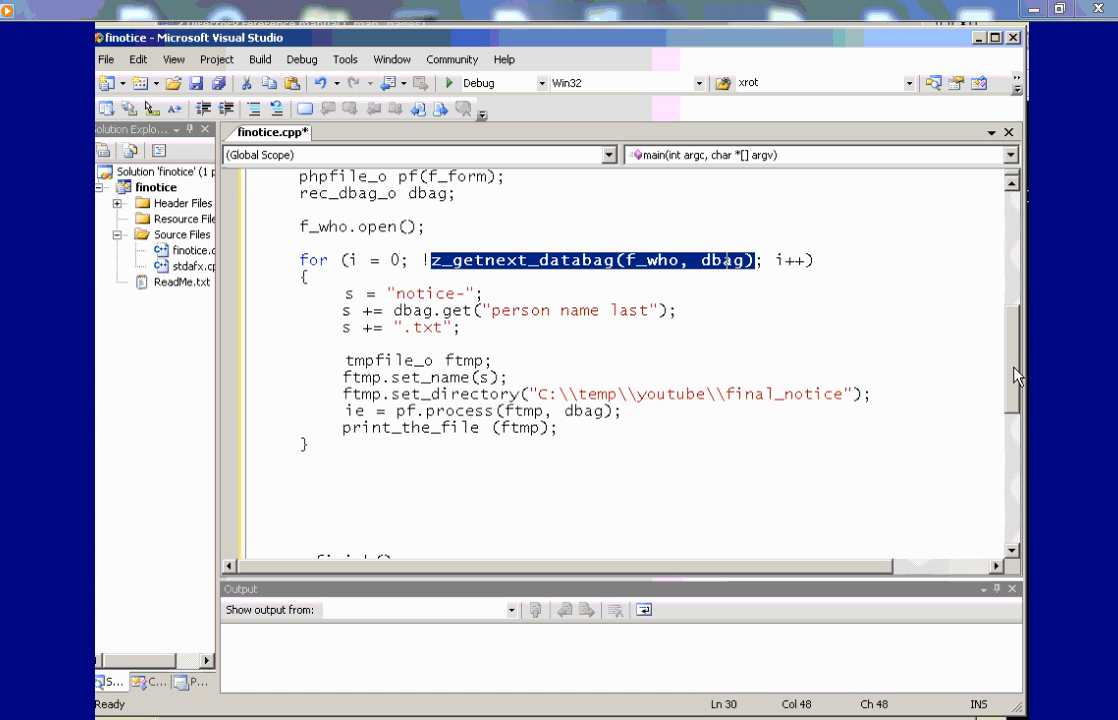 finotice - Microsoft Visual Studio
File Edit View Project Build Debug Tools Window Community Help
Debug Win32 xrot
olution Explo...
finotice.cpp*
(Global Scope) main(int argc, char *[] argv)
Solution 'finotice' (1 p
finotice
Header Files
Resource File
Source Files
finotice.c
stdafx.cp
ReadMe.txt
phpfile_o pf(f_form);
rec_dbag_o dbag;
f_who.open();
for (i = 0; !z_getnext_databag(f_who, dbag); i++)
{
s = "notice-";
s += dbag.get("person name last");
s += ".txt";
tmpfile_o ftmp;
ftmp.set_name(s);
ftmp.set_directory("C:\\temp\\youtube\\final_notice");
ie = pf.process(ftmp, dbag);
print_the_file (ftmp);
}
Output
Show output from:
S... C... P...
Ready Ln 30 Col 48 Ch 48 INS